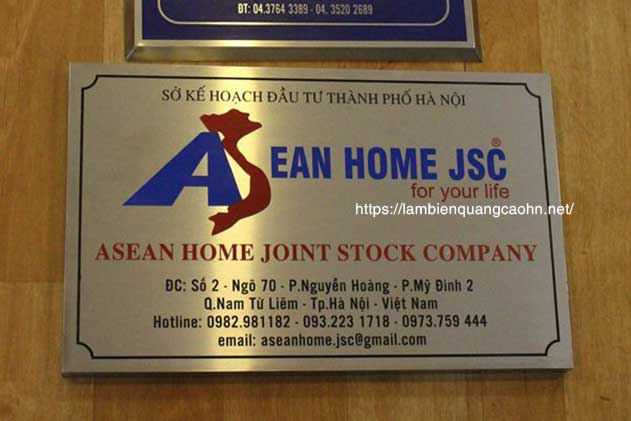 ĐT: 04.3764 3389 - 04. 3520 2689
SỞ KẾ HOẠCH ĐẦU TƯ THÀNH PHỐ HÀ NỘI
ASEAN HOME JSC®
for your life
https://lambienquangcaohn.net/
ASEAN HOME JOINT STOCK COMPANY
ĐC: Số 2 - Ngõ 70 - P.Nguyễn Hoàng - P.Mỹ Đình 2
Q.Nam Từ Liêm - Tp.Hà Nội - Việt Nam
Hotline: 0982.981182 - 093.223 1718 - 0973.759 444
email: aseanhome.jsc@gmail.com